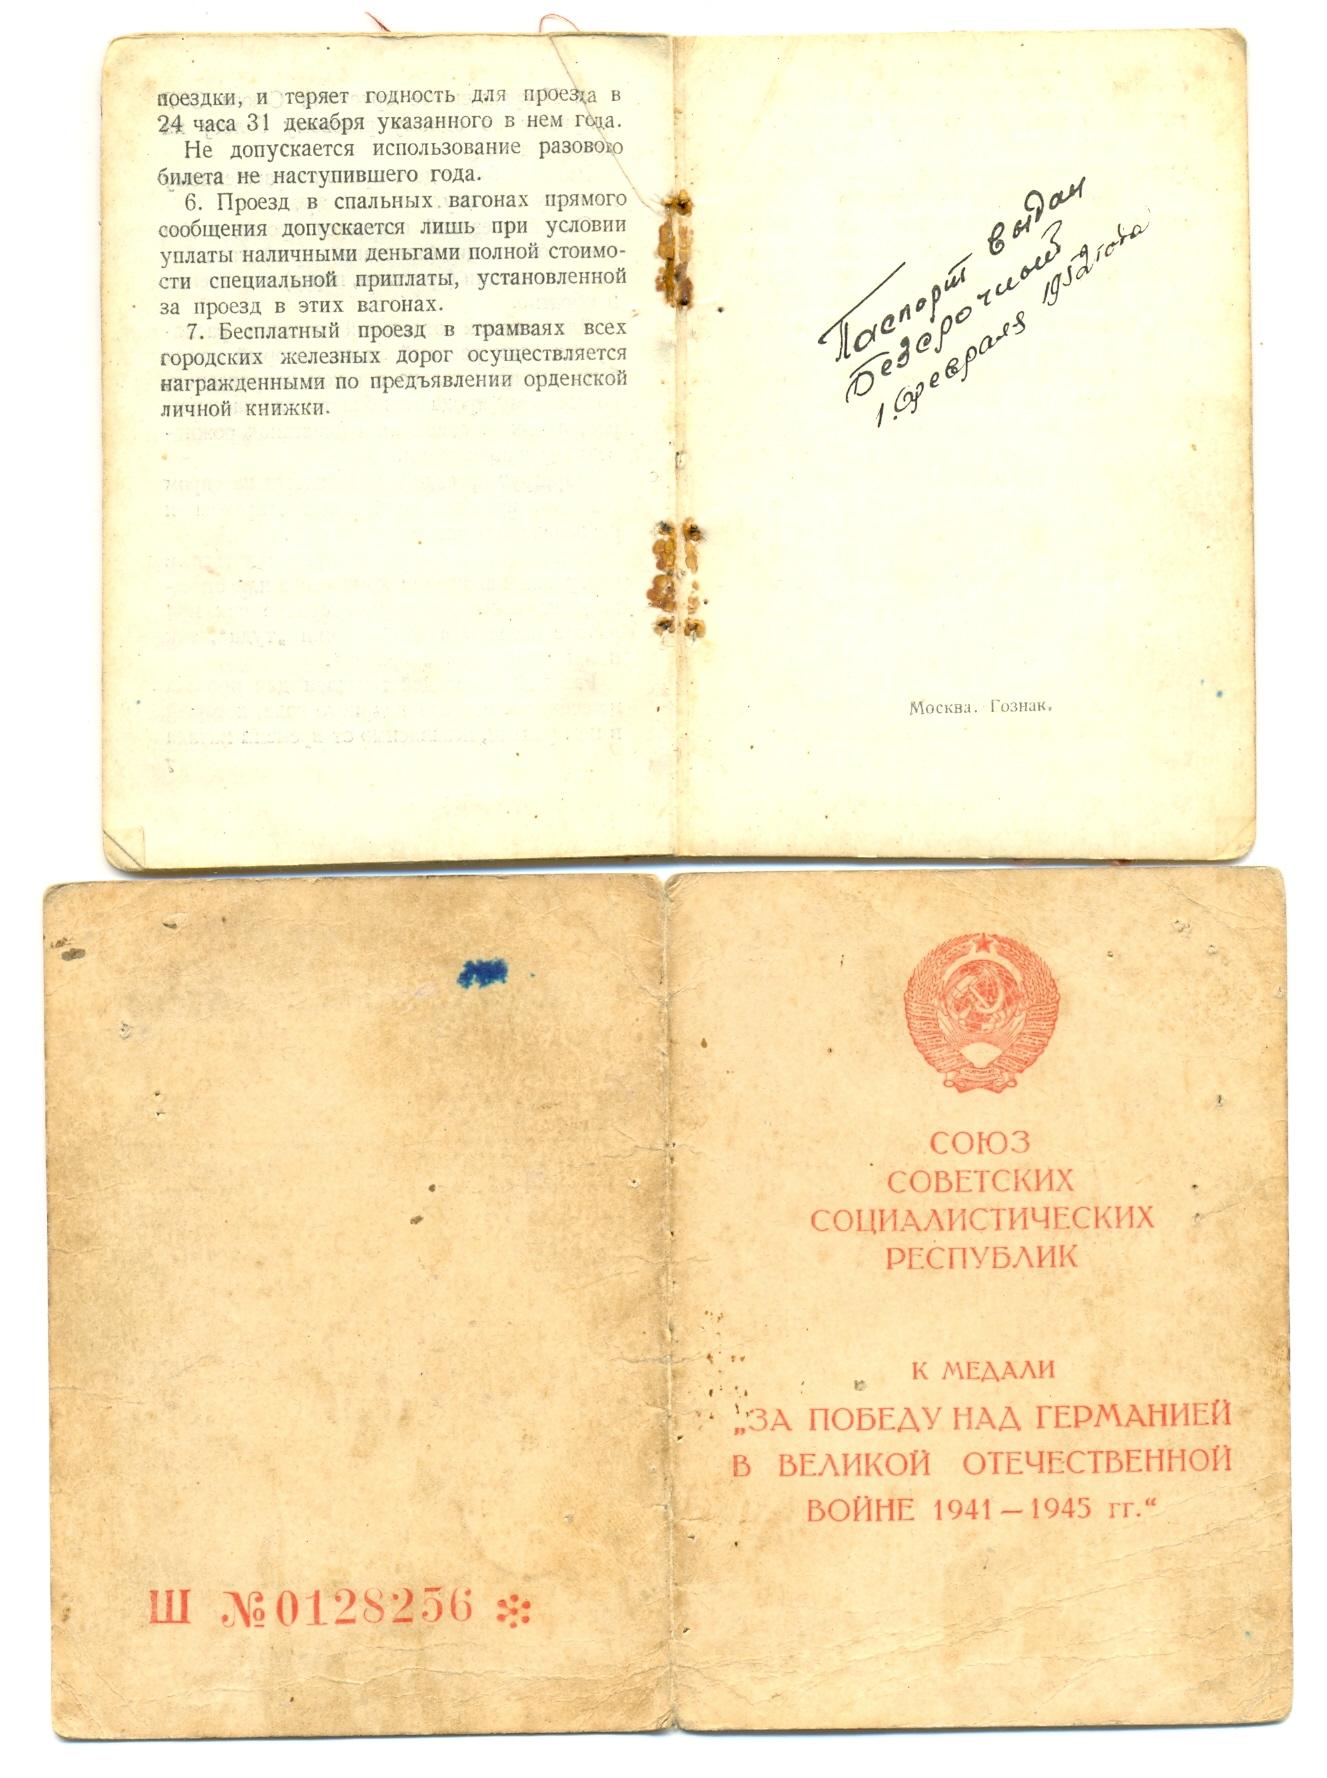 поездки, и теряет годность для проезда в
24 часа 31 декабря указанного в нем года.
Не допускается использование разового
билета не наступившего года.
6. Проезд в спальных вагонах прямого
сообщения допускается лишь при условии
уплаты наличными деньгами полной стоимо-
сти специальной приплаты, установленной
за проезд в этих вагонах.
7. Бесплатный проезд в трамваях всех
городских железных дорог осуществляется
награжденными по предъявлении орденской
личной книжки.
Паспорт выдан
безсрочный
1 февраля 1952 года
Москва. Гознак.
СОЮЗ
СОВЕТСКИХ
СОЦИАЛИСТИЧЕСКИХ
РЕСПУБЛИК
К МЕДАЛИ
„ЗА ПОБЕДУ НАД ГЕРМАНИЕЙ
В ВЕЛИКОЙ ОТЕЧЕСТВЕННОЙ
ВОЙНЕ 1941 — 1945 гг.“
Ш № 0128256